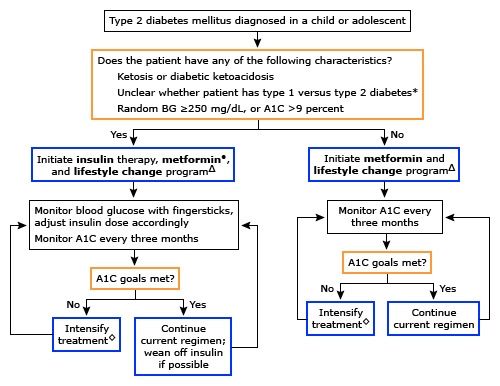 Type 2 diabetes mellitus diagnosed in a child or adolescent
Does the patient have any of the following characteristics?
Ketosis or diabetic ketoacidosis
Unclear whether patient has type 1 versus type 2 diabetes*
Random BG ≥250 mg/dL, or A1C >9 percent
Yes
No
Initiate insulin therapy, metformin•,
and lifestyle change programΔ
Initiate metformin and
lifestyle change programΔ
Monitor blood glucose with fingersticks,
adjust insulin dose accordingly
Monitor A1C every three months
Monitor A1C every
three months
A1C goals met?
A1C goals met?
No
Yes
No
Yes
Intensify
treatment◇
Continue
current regimen;
wean off insulin
if possible
Intensify
treatment◇
Continue
current regimen